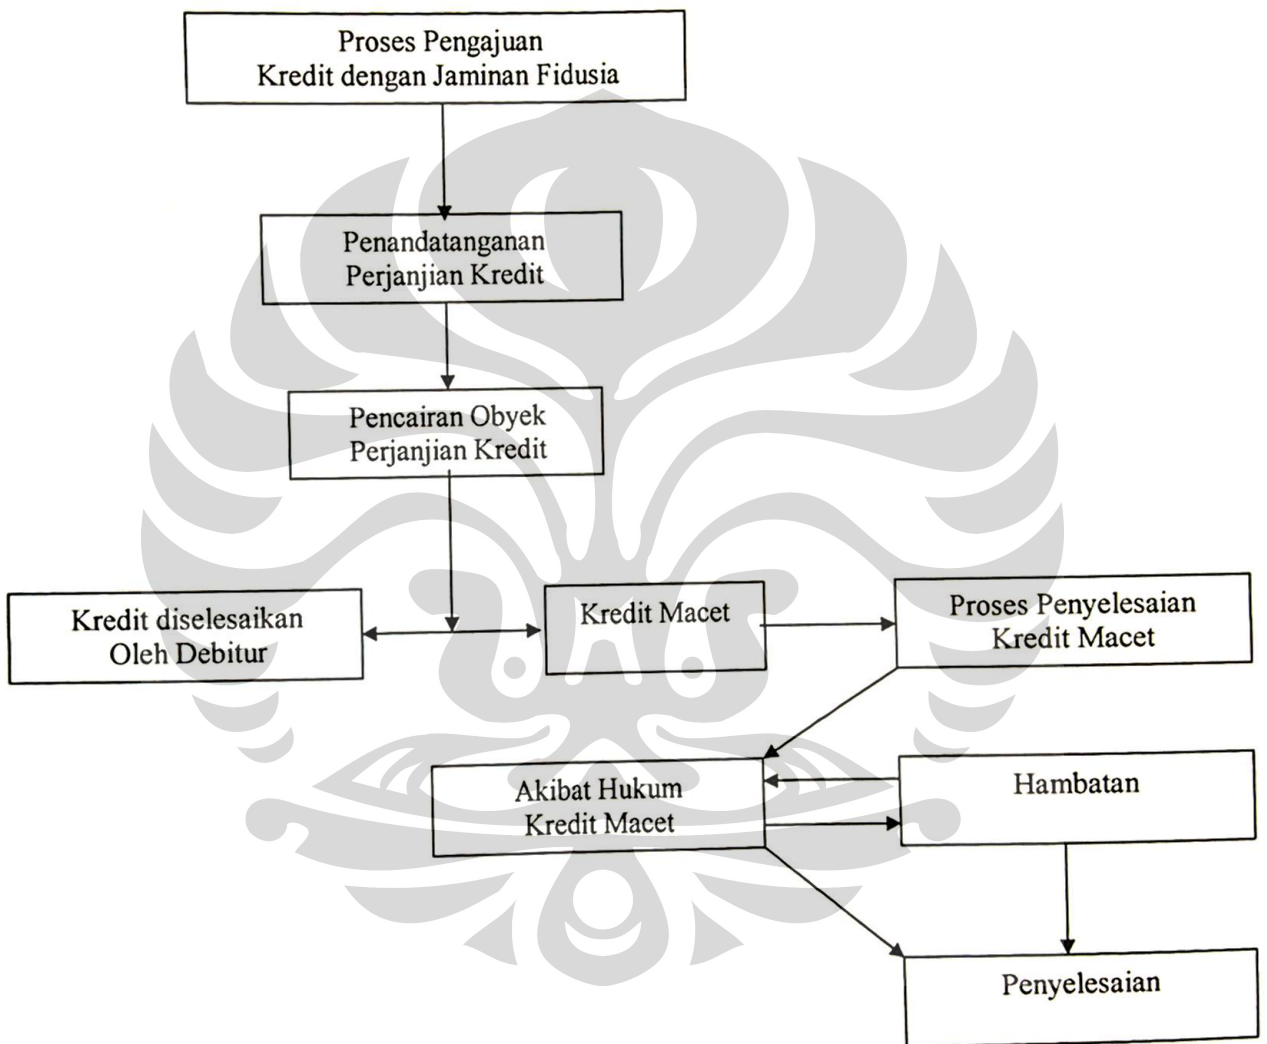 Proses Pengajuan
Kredit dengan Jaminan Fidusia
Penandatanganan
Perjanjian Kredit
Pencairan Obyek
Perjanjian Kredit
Kredit diselesaikan
Oleh Debitur
Kredit Macet
Proses Penyelesaian
Kredit Macet
Akibat Hukum
Kredit Macet
Hambatan
Penyelesaian